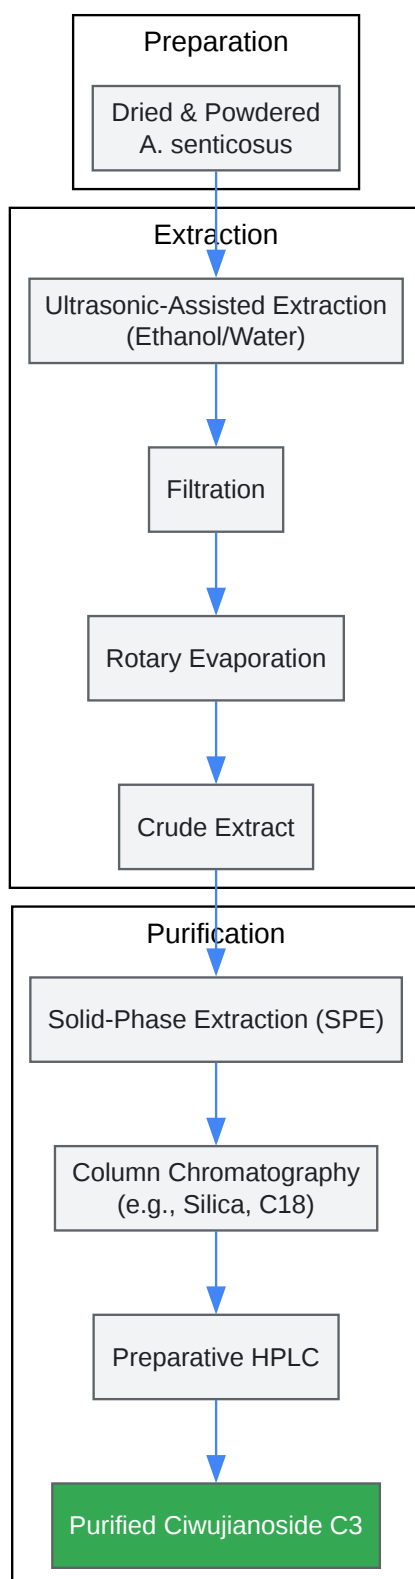 Preparation
Dried & Powdered
A. senticosus
Extraction
Ultrasonic-Assisted Extraction
(Ethanol/Water)
Filtration
Rotary Evaporation
Crude Extract
Purification
Solid-Phase Extraction (SPE)
Column Chromatography
(e.g., Silica, C18)
Preparative HPLC
Purified Ciwujianoside C3